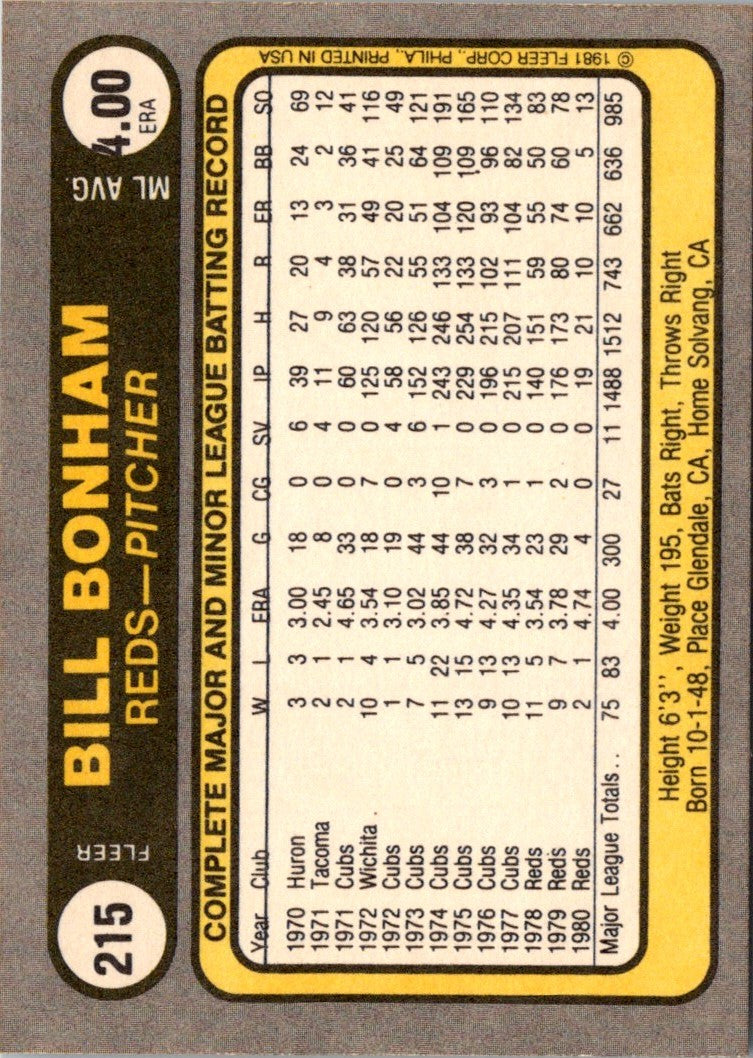 215 FLEER
BILL BONHAM
REDS—PITCHER
ML AVG. 4.00 ERA
COMPLETE MAJOR AND MINOR LEAGUE BATTING RECORD
Year Club W L ERA G CG SV IP H R ER BB SO
1970 Huron 3 3 3.00 18 0 6 39 27 20 13 24 69
1971 Tacoma 2 1 2.45 8 0 4 11 9 4 3 2 12
1971 Cubs 2 1 4.65 33 0 0 60 63 38 31 36 41
1972 Wichita 10 4 3.54 18 7 0 125 120 57 49 41 116
1972 Cubs 1 1 3.10 19 0 4 58 56 22 20 25 49
1973 Cubs 7 5 3.02 44 3 6 152 126 55 51 64 121
1974 Cubs 11 22 3.85 44 10 1 243 246 133 104 109 191
1975 Cubs 13 15 4.72 38 7 0 229 254 133 120 109 165
1976 Cubs 9 13 4.27 32 3 0 196 215 102 93 96 110
1977 Cubs 10 13 4.35 34 1 0 215 207 111 104 82 134
1978 Reds 11 5 3.54 23 1 0 140 151 59 55 50 83
1979 Reds 9 7 3.78 29 2 0 176 173 80 74 60 78
1980 Reds 2 1 4.74 4 0 0 19 21 10 10 5 13
Major League Totals... 75 83 4.00 300 27 11 1488 1512 743 662 636 985
Height 6'3'', Weight 195, Bats Right, Throws Right
Born 10-1-48, Place Glendale, CA, Home Solvang, CA
© 1981 FLEER CORP., PHILA., PRINTED IN USA